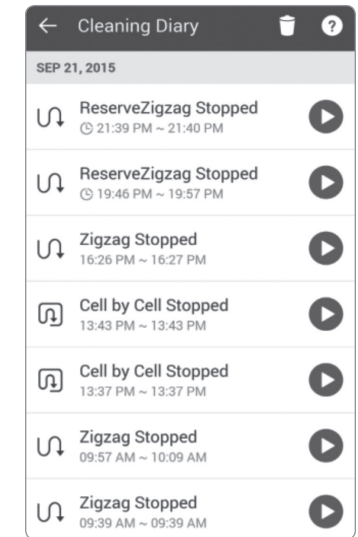 Cleaning Diary
?
SEP 21, 2015
ReserveZigzag Stopped
21:39 PM ~ 21:40 PM
ReserveZigzag Stopped
19:46 PM ~ 19:57 PM
Zigzag Stopped
16:26 PM ~ 16:27 PM
Cell by Cell Stopped
13:43 PM ~ 13:43 PM
Cell by Cell Stopped
13:37 PM ~ 13:37 PM
Zigzag Stopped
09:57 AM ~ 10:09 AM
Zigzag Stopped
09:39 AM ~ 09:39 AM